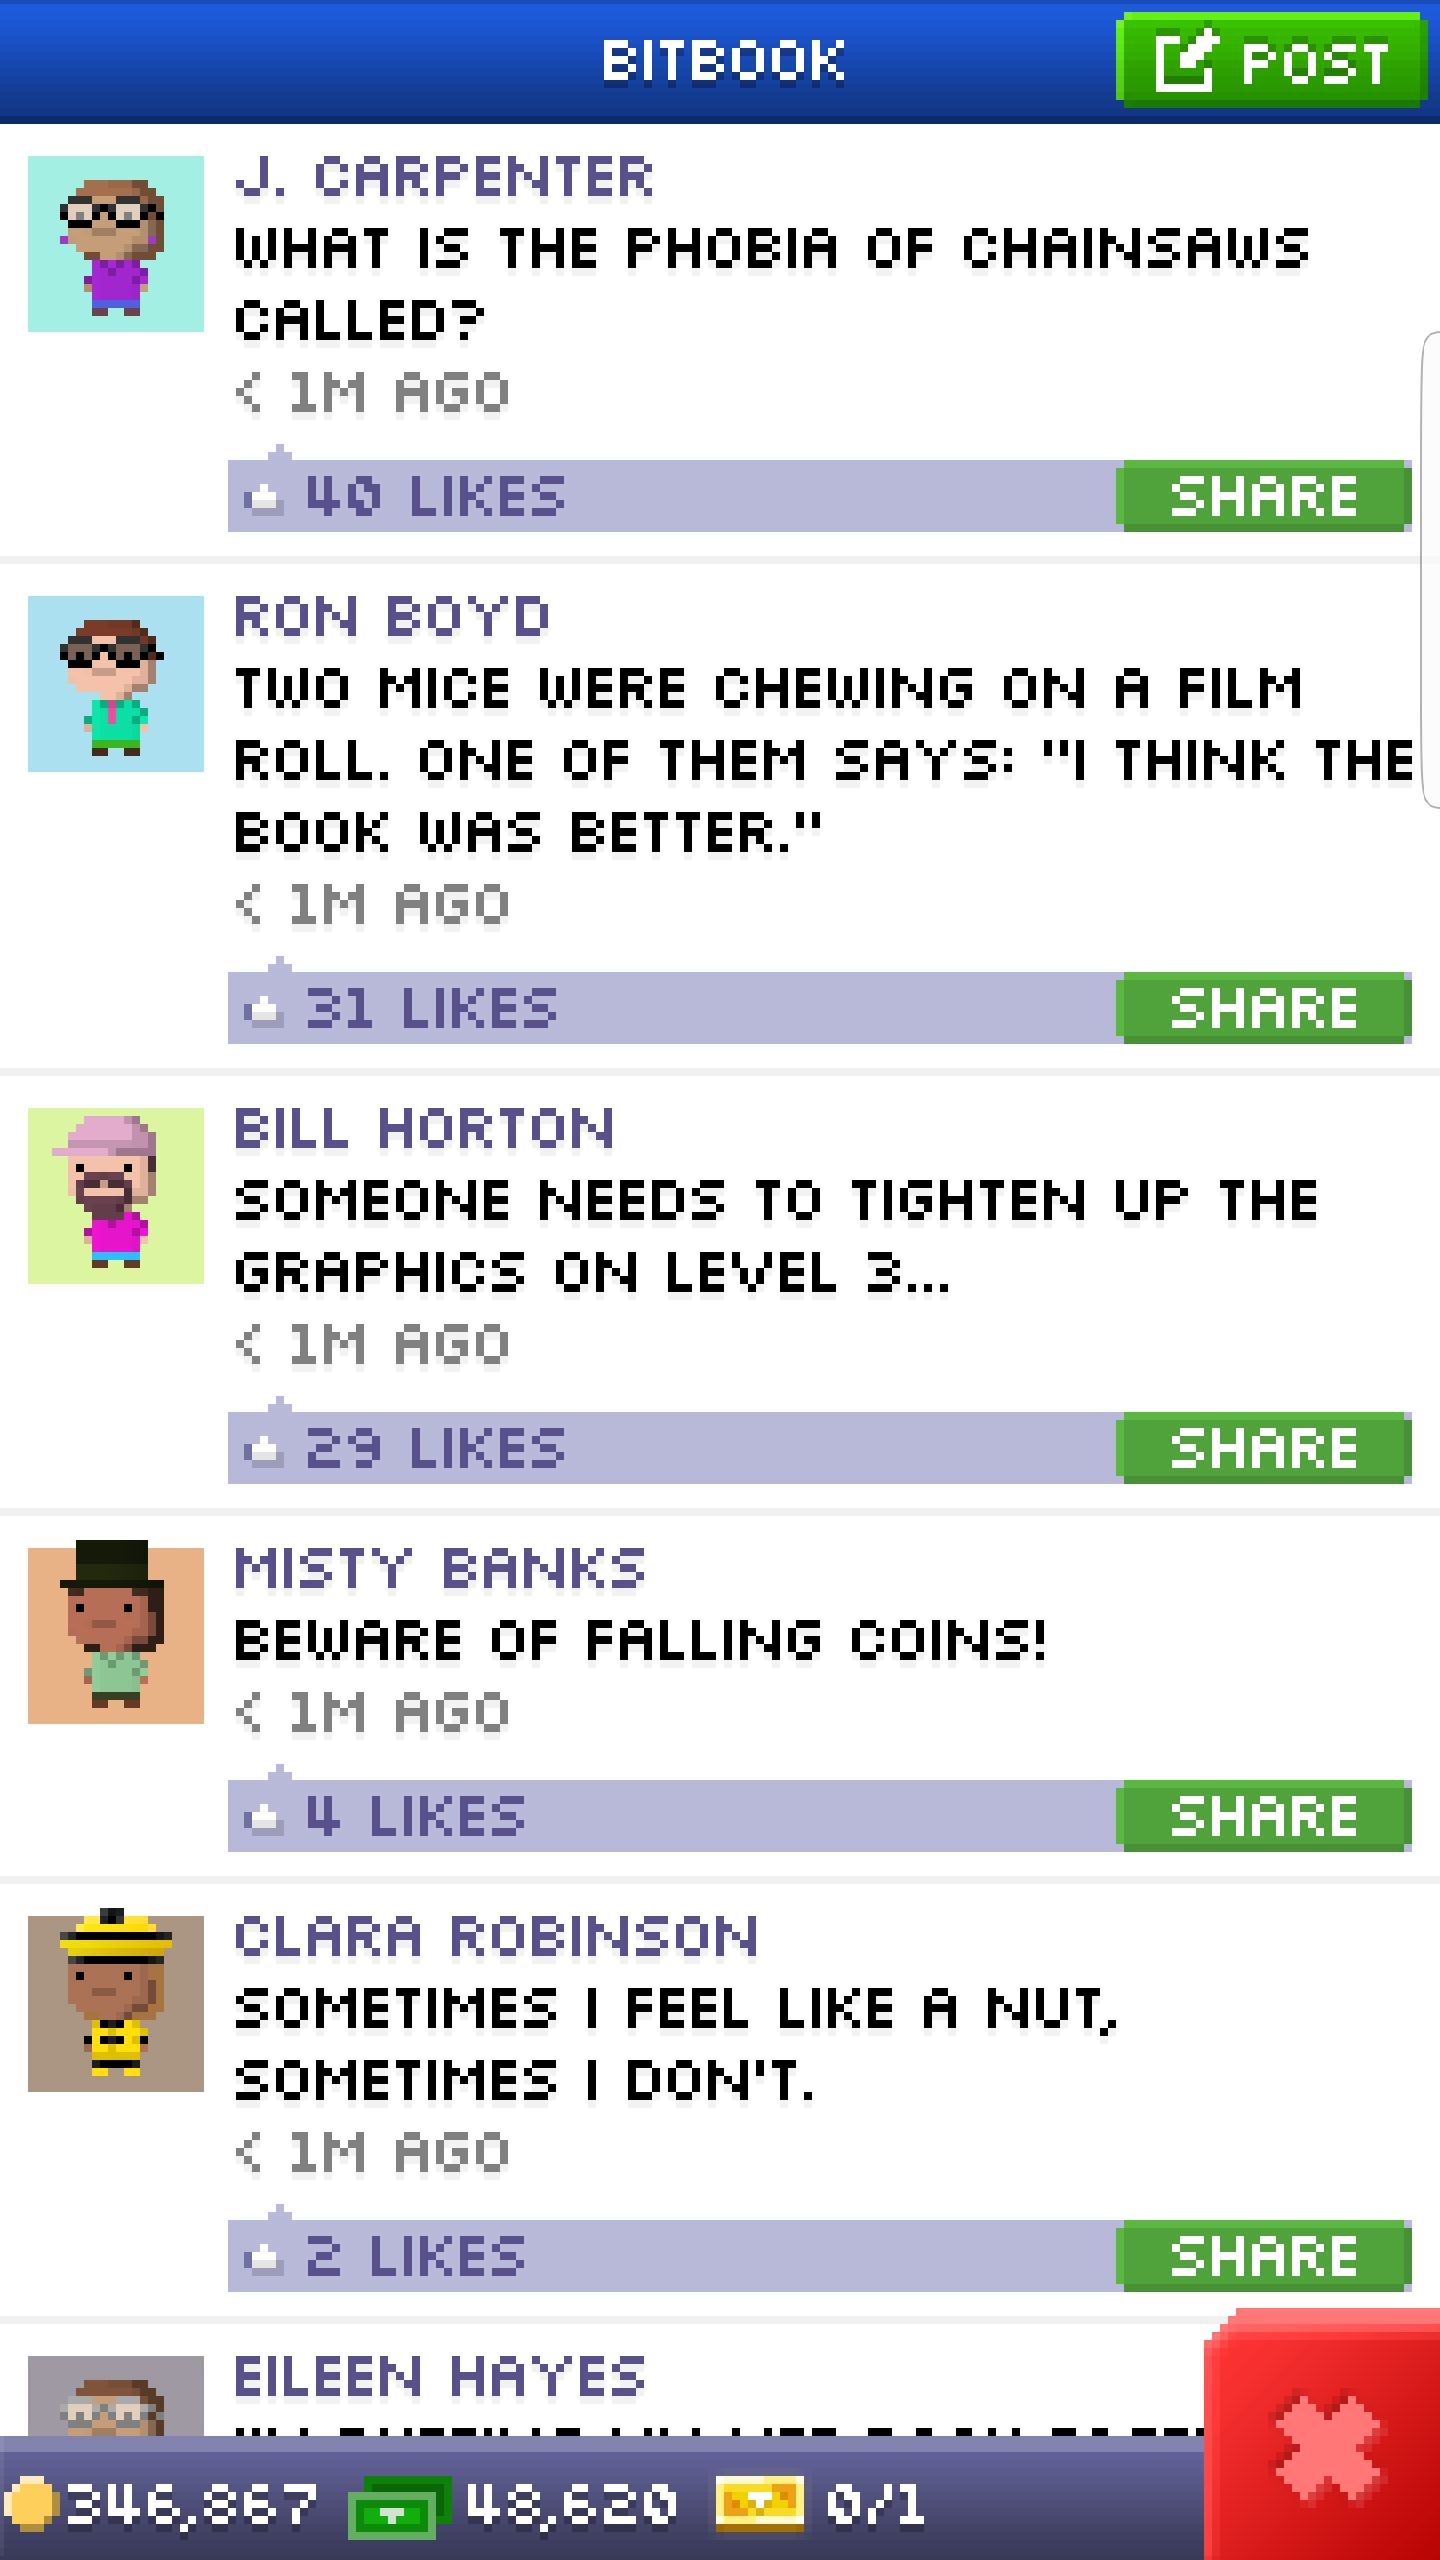 BITBOOK
POST
J. CARPENTER
WHAT IS THE PHOBIA OF CHAINSAWS
CALLED?
< 1M AGO
40 LIKES
SHARE
RON BOYD
TWO MICE WERE CHEWING ON A FILM
ROLL. ONE OF THEM SAYS: "I THINK THE
BOOK WAS BETTER."
< 1M AGO
31 LIKES
SHARE
BILL HORTON
SOMEONE NEEDS TO TIGHTEN UP THE
GRAPHICS ON LEVEL 3...
< 1M AGO
29 LIKES
SHARE
MISTY BANKS
BEWARE OF FALLING COINS!
< 1M AGO
4 LIKES
SHARE
CLARA ROBINSON
SOMETIMES I FEEL LIKE A NUT,
SOMETIMES I DON'T.
< 1M AGO
2 LIKES
SHARE
EILEEN HAYES
346,867
48,620
0/1